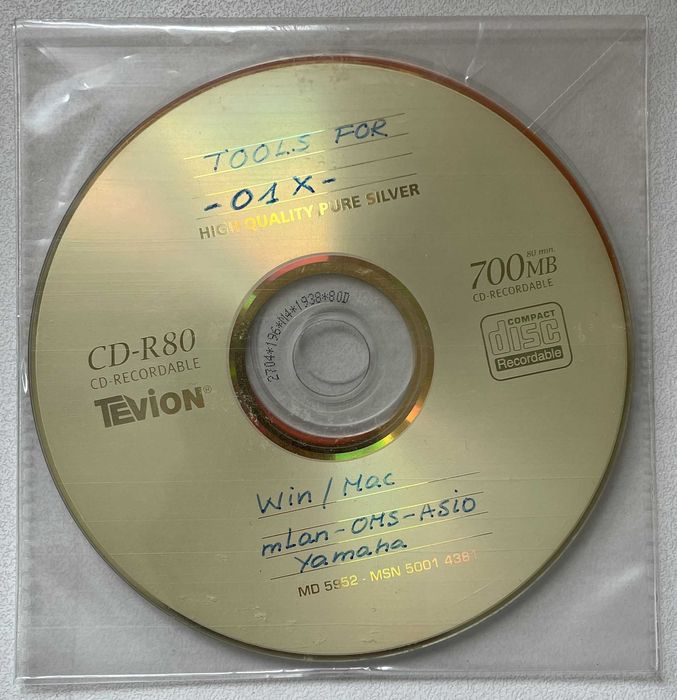 TOOLS FOR
-01X-
HIGH QUALITY PURE SILVER
80 min.
700MB
CD-RECORDABLE
COMPACT
disc
Recordable
CD-R80
CD-RECORDABLE
TEVION®
2704*196*M4*1938*80D
Win/Mac
mLan-OMS-ASiO
Yamaha
MD 5952 - MSN 5001 4381